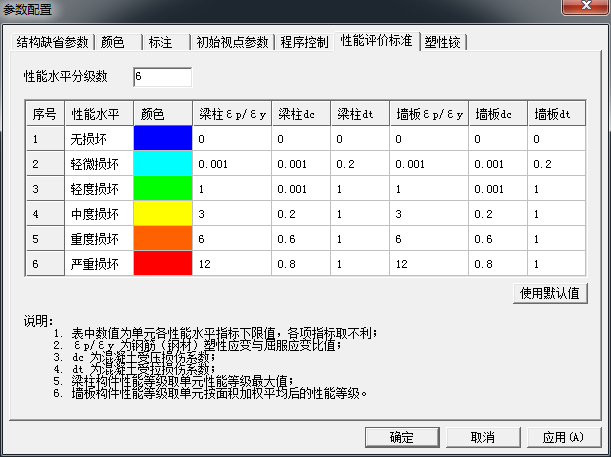 参数配置
结构缺省参数 颜色 标注 初始视点参数 程序控制 性能评价标准 塑性铰
性能水平分级数 6
序号 性能水平 颜色 梁柱εp/εy 梁柱dc 梁柱dt 墙板εp/εy 墙板dc 墙板dt
1 无损坏 0 0 0 0 0 0
2 轻微损坏 0.001 0.001 0.2 0.001 0.001 0.2
3 轻度损坏 1 0.001 1 1 0.001 1
4 中度损坏 3 0.2 1 3 0.2 1
5 重度损坏 6 0.6 1 6 0.6 1
6 严重损坏 12 0.8 1 12 0.8 1
使用默认值
说明:
1. 表中数值为单元各性能水平指标下限值，各项指标取不利;
2. εp/εy 为钢筋（钢材）塑性应变与屈服应变比值;
3. dc 为混凝土受压损伤系数;
4. dt 为混凝土受拉损伤系数;
5. 梁柱构件性能等级取单元性能等级最大值;
6. 墙板构件性能等级取单元按面积加权平均后的性能等级。
确定 取消 应用(A)